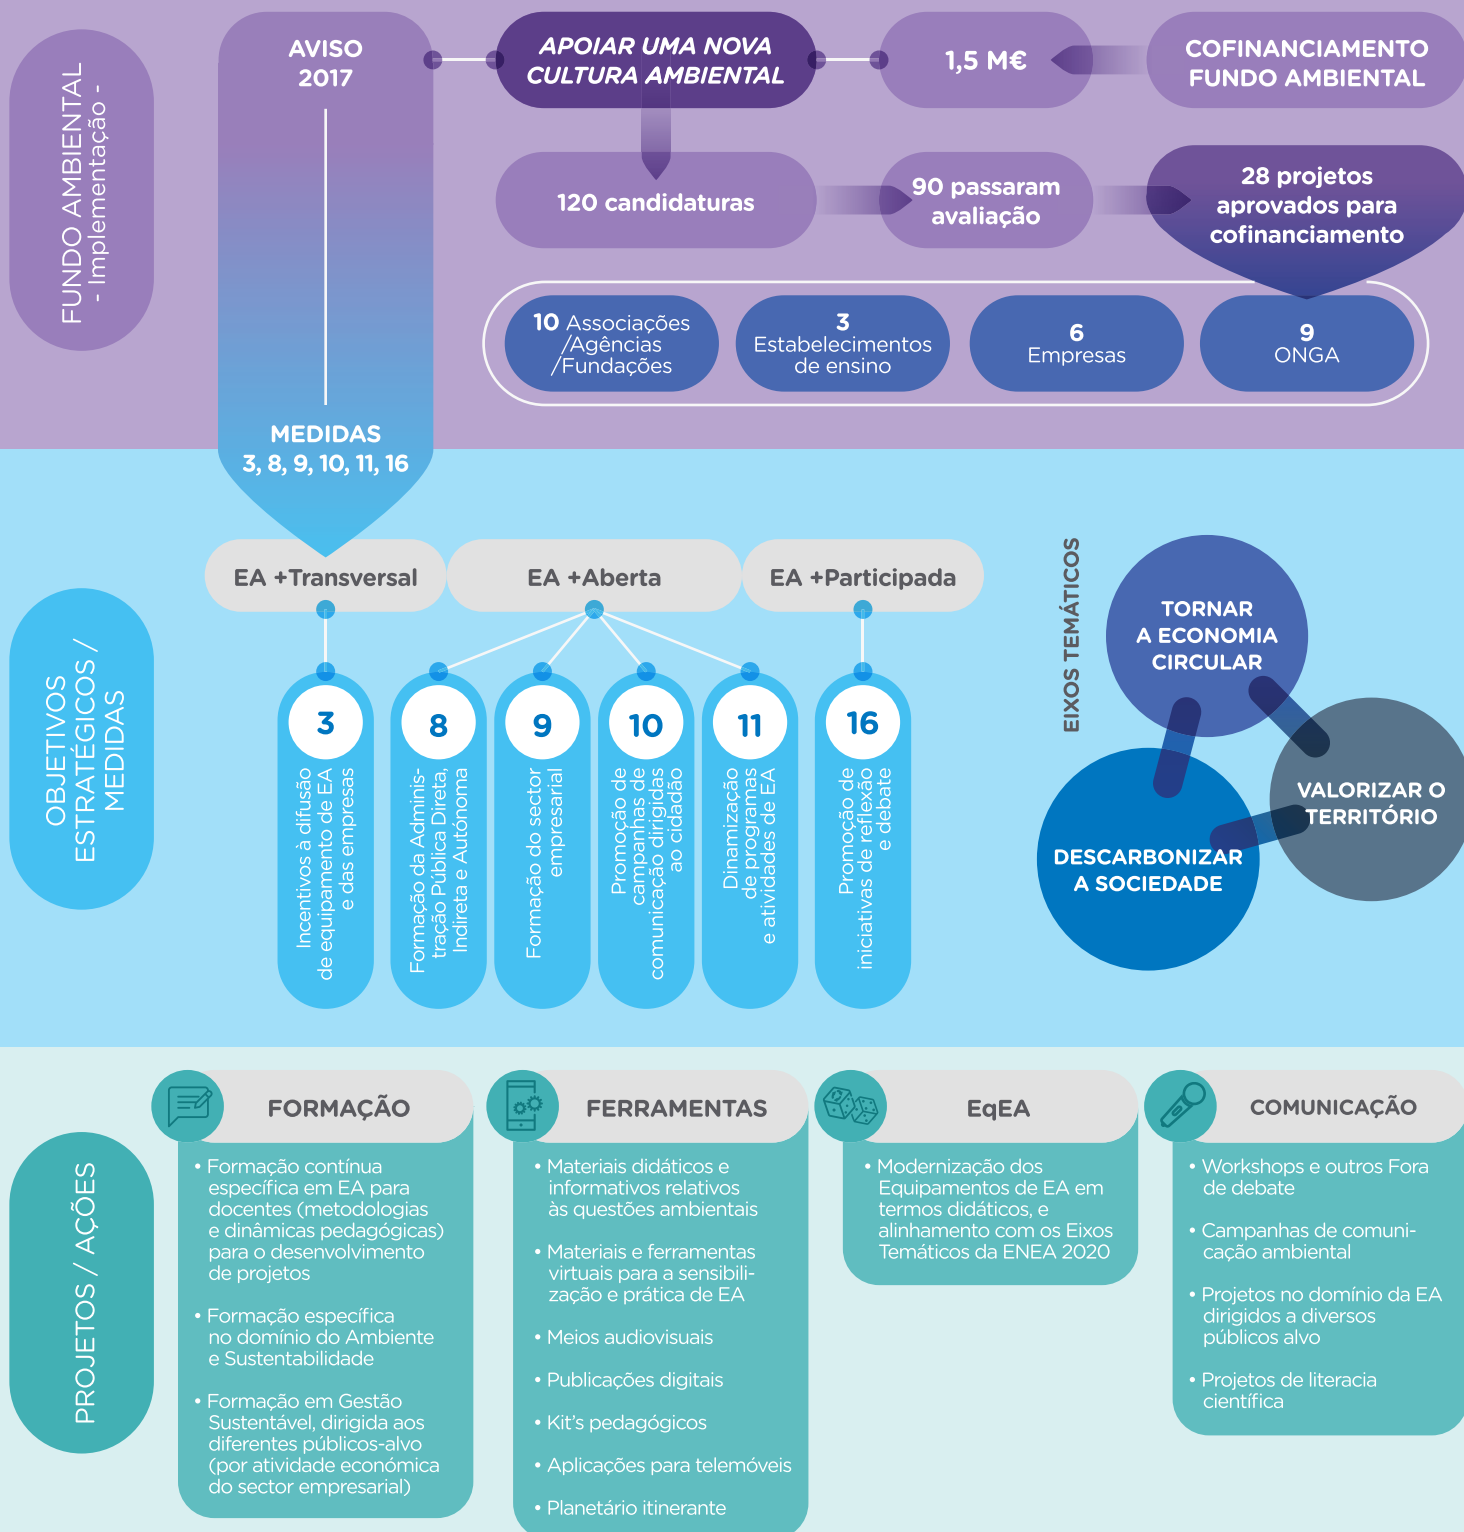 FUNDO AMBIENTAL
- Implementação -
AVISO
2017
MEDIDAS
3, 8, 9, 10, 11, 16
APOIAR UMA NOVA
CULTURA AMBIENTAL
1,5 M€
COFINANCIAMENTO
FUNDO AMBIENTAL
120 candidaturas
90 passaram
avaliação
28 projetos
aprovados para
cofinanciamento
10 Associações
/Agências
/Fundações
3
Estabelecimentos
de ensino
6
Empresas
9
ONGA
OBJETIVOS
ESTRATÉGICOS /
MEDIDAS
EA +Transversal
EA +Aberta
EA +Participada
3
Incentivos à difusão
de equipamento de EA
e das empresas
8
Formação da Adminis-
tração Pública Direta,
Indireta e Autónoma
9
Formação do sector
empresarial
10
Promoção de
campanhas de
comunicação dirigidas
ao cidadão
11
Dinamização
de programas
e atividades de EA
16
Promoção de
iniciativas de reflexão
e debate
EIXOS TEMÁTICOS
TORNAR
A ECONOMIA
CIRCULAR
VALORIZAR O
TERRITÓRIO
DESCARBONIZAR
A SOCIEDADE
PROJETOS / AÇÕES
FORMAÇÃO
• Formação contínua
específica em EA para
docentes (metodologias
e dinâmicas pedagógicas)
para o desenvolvimento
de projetos
• Formação específica
no domínio do Ambiente
e Sustentabilidade
• Formação em Gestão
Sustentável, dirigida aos
diferentes públicos-alvo
(por atividade económica
do sector empresarial)
FERRAMENTAS
• Materiais didáticos e
informativos relativos
às questões ambientais
• Materiais e ferramentas
virtuais para a sensibili-
zação e prática de EA
• Meios audiovisuais
• Publicações digitais
• Kit's pedagógicos
• Aplicações para telemóveis
• Planetário itinerante
EqEA
• Modernização dos
Equipamentos de EA em
termos didáticos, e
alinhamento com os Eixos
Temáticos da ENEA 2020
COMUNICAÇÃO
• Workshops e outros Fora
de debate
• Campanhas de comuni-
cação ambiental
• Projetos no domínio da EA
dirigidos a diversos
públicos alvo
• Projetos de literacia
científica